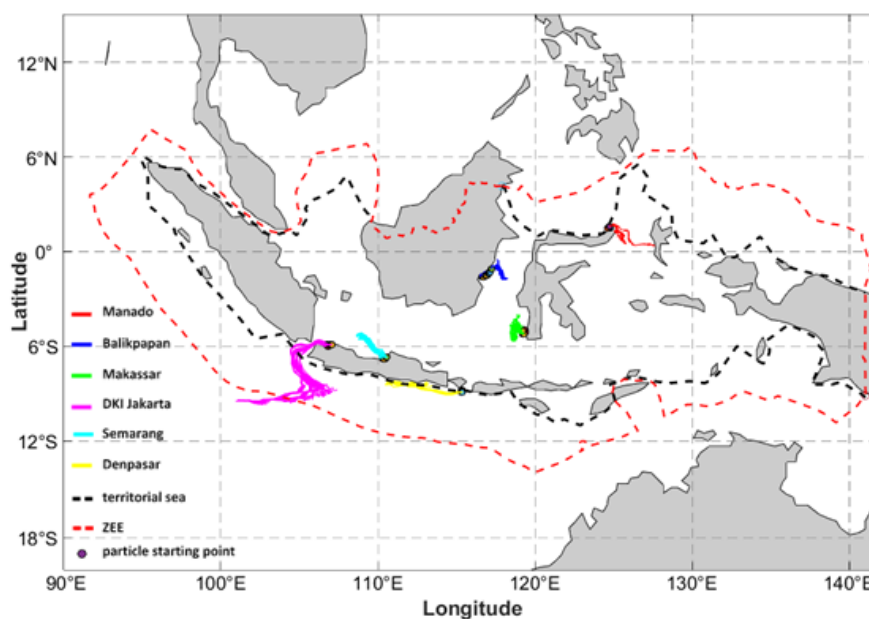 12°N
6°N
0°
6°S
12°S
18°S
Latitude
Manado
Balikpapan
Makassar
DKI Jakarta
Semarang
Denpasar
territorial sea
ZEE
particle starting point
90°E 100°E 110°E 120°E 130°E 140°E
Longitude